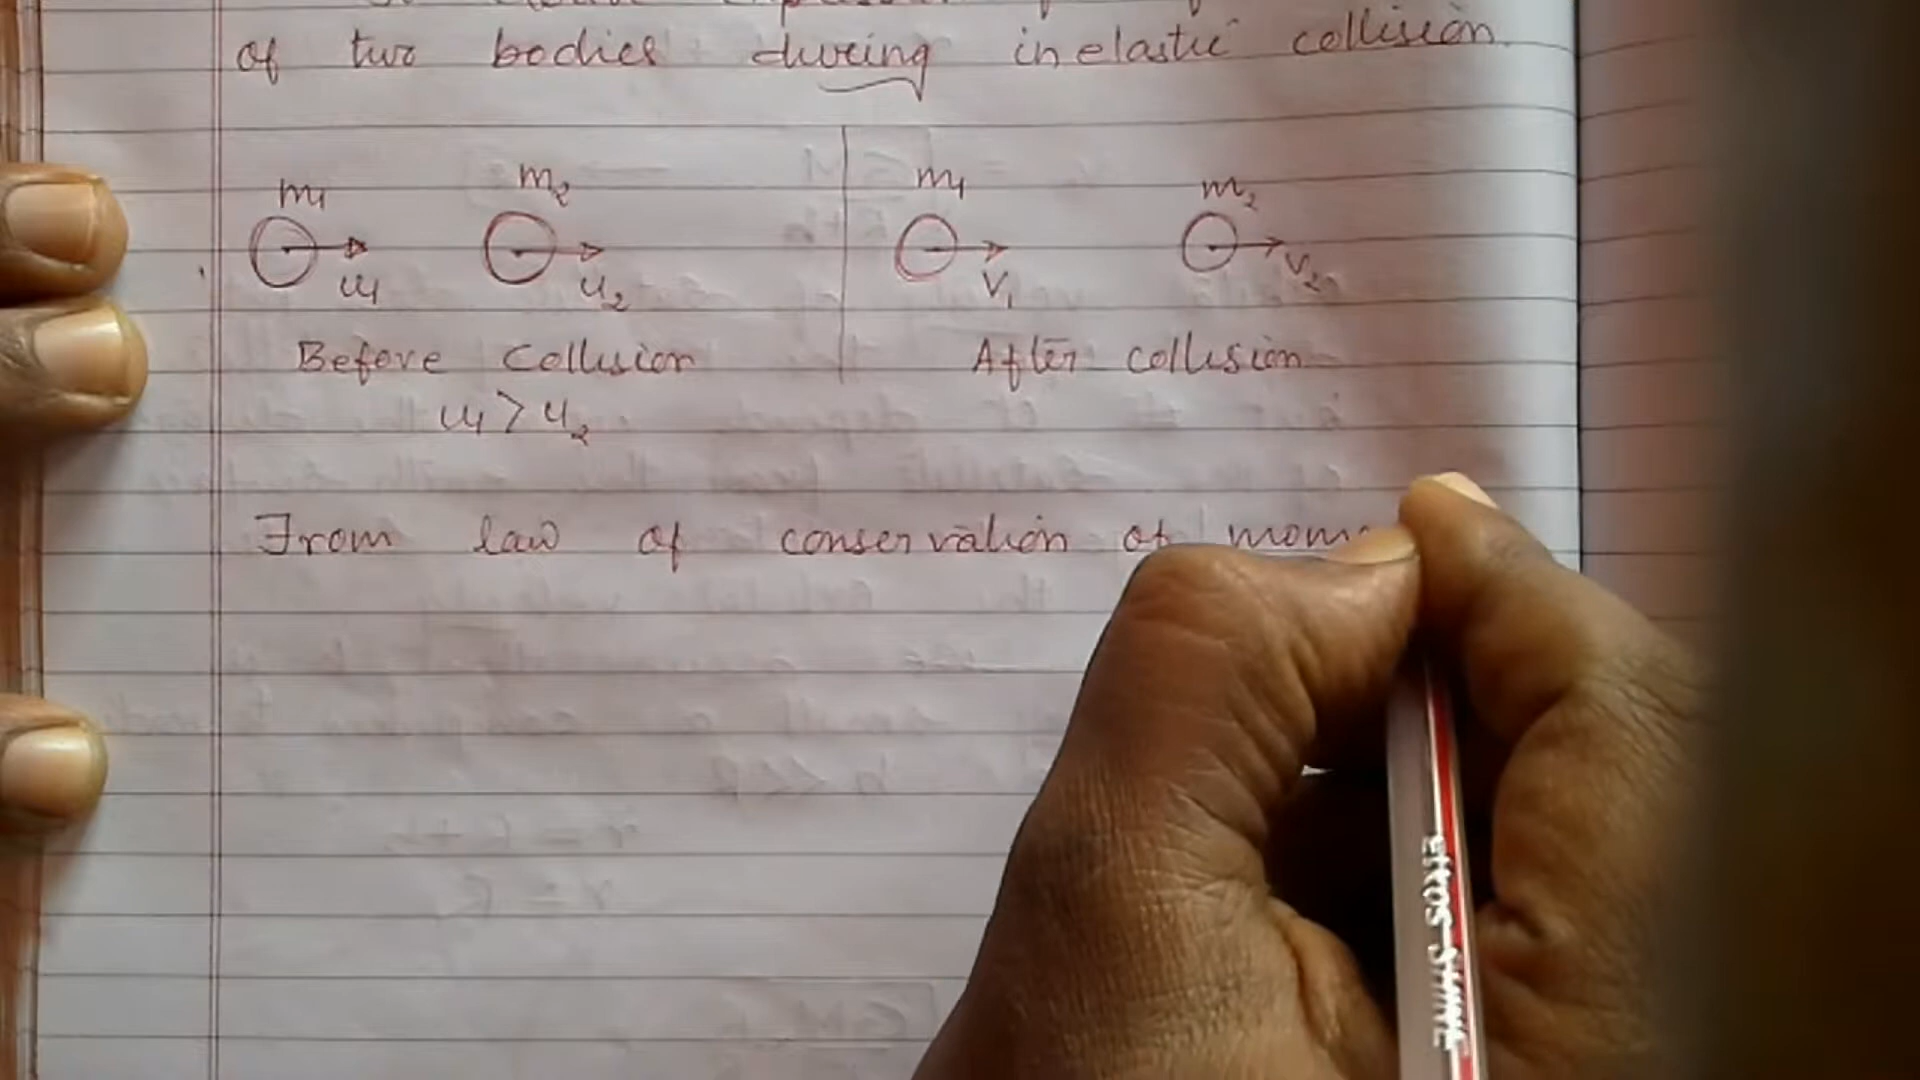 of two bodies during inelastic collision.
m1 m2 m1 m2
u1 u2 V1 V2
Before Collision After collision
u1 > u2
From law of conservation of mom